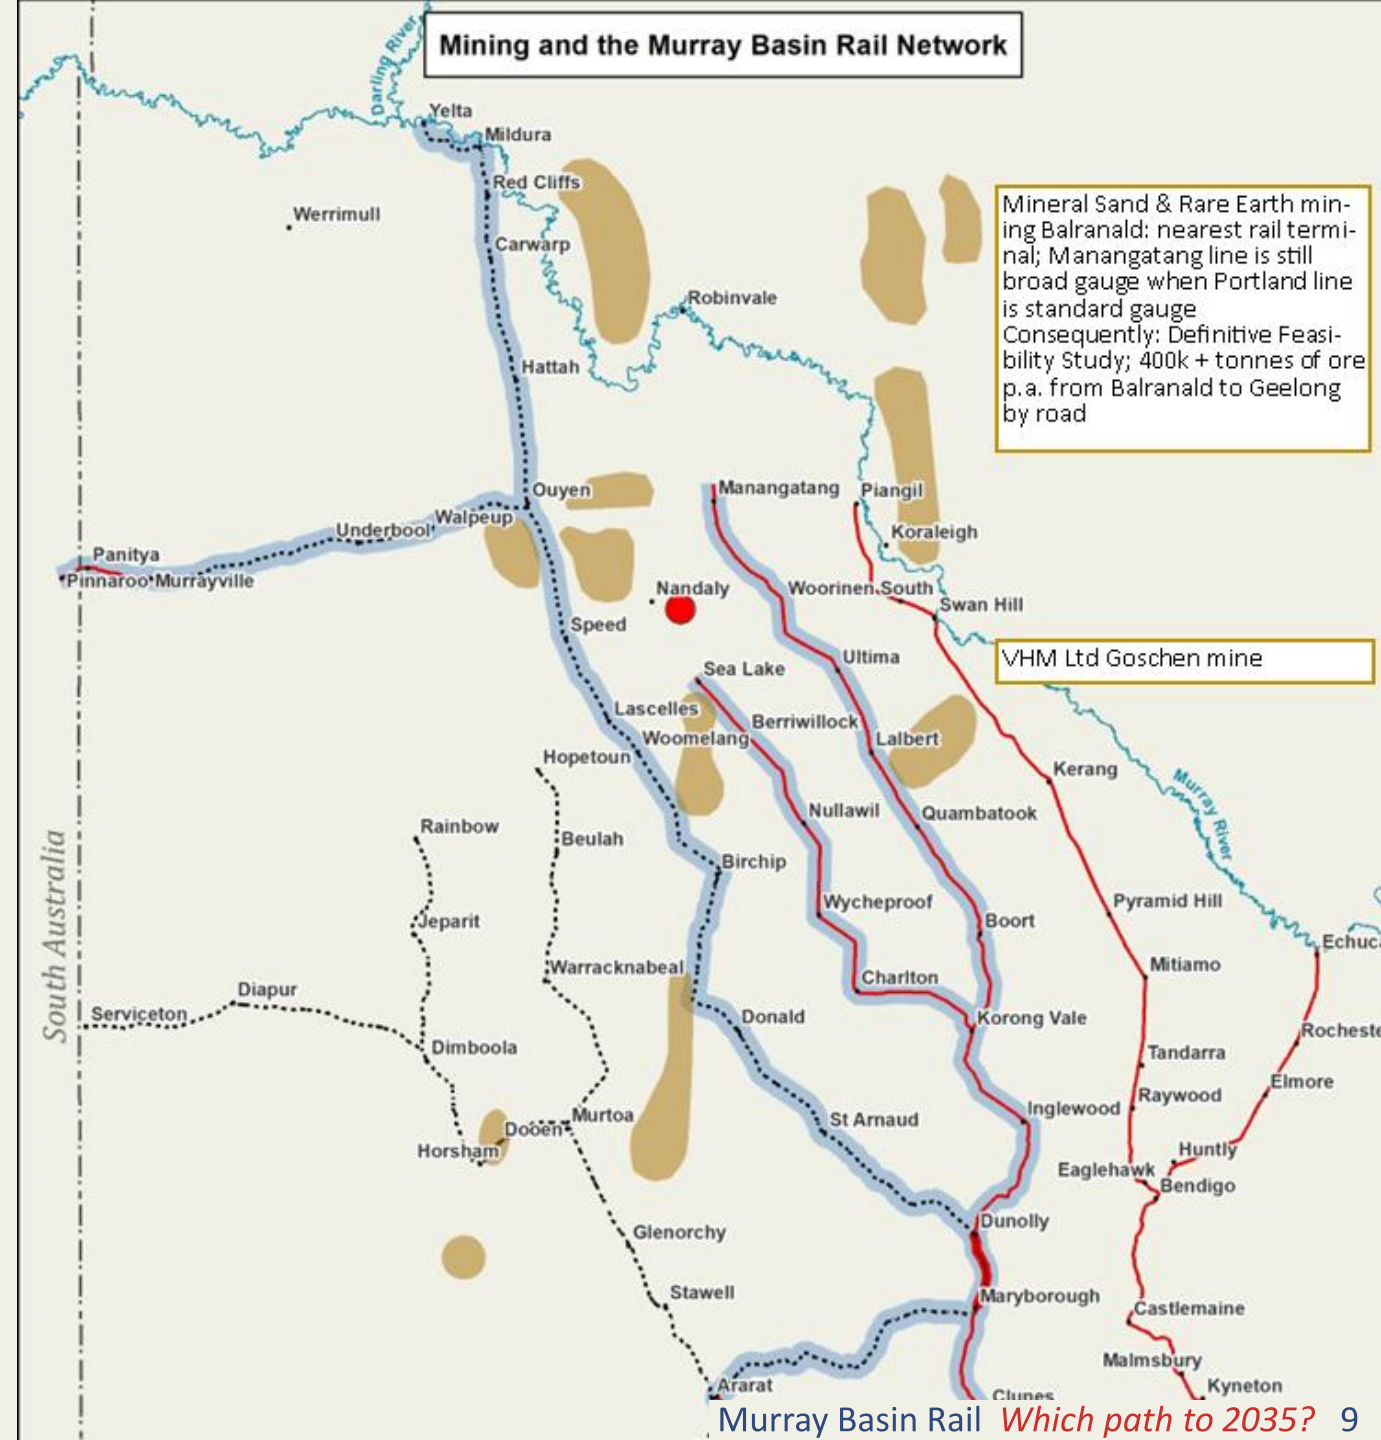 Mining and the Murray Basin Rail Network
Darling River
Yelta
Mildura
Red Cliffs
Werrimull
Carwarp
Mineral Sand & Rare Earth min-
ing Balranald: nearest rail termi-
nal; Manangatang line is still
broad gauge when Portland line
is standard gauge
Consequently: Definitive Feasi-
bility Study; 400k + tonnes of ore
p.a. from Balranald to Geelong
by road
Robinvale
Hattah
Ouyen
Manangatang
Piangil
Walpeup
Underbool
Koraleigh
Panitya
Pinnaroo
Murrayville
Nandaly
Woorinen South
Swan Hill
Speed
VHM Ltd Goschen mine
Ultima
Sea Lake
Lascelles
Berriwillock
Woomelang
Lalbert
Hopetoun
Kerang
Murray River
Nullawil
Quambatook
Rainbow
Beulah
Birchip
South Australia
Wycheproof
Pyramid Hill
Jeparit
Boort
Echuc
Warracknabeal
Mitiamo
Charlton
Diapur
Serviceton
Donald
Korong Vale
Rocheste
Dimboola
Tandarra
Elmore
Raywood
Inglewood
Murtoa
St Arnaud
Dooen
Horsham
Huntly
Eaglehawk
Bendigo
Dunolly
Glenorchy
Stawell
Maryborough
Castlemaine
Malmsbury
Ararat
Kyneton
Clunes
Murray Basin Rail Which path to 2035? 9